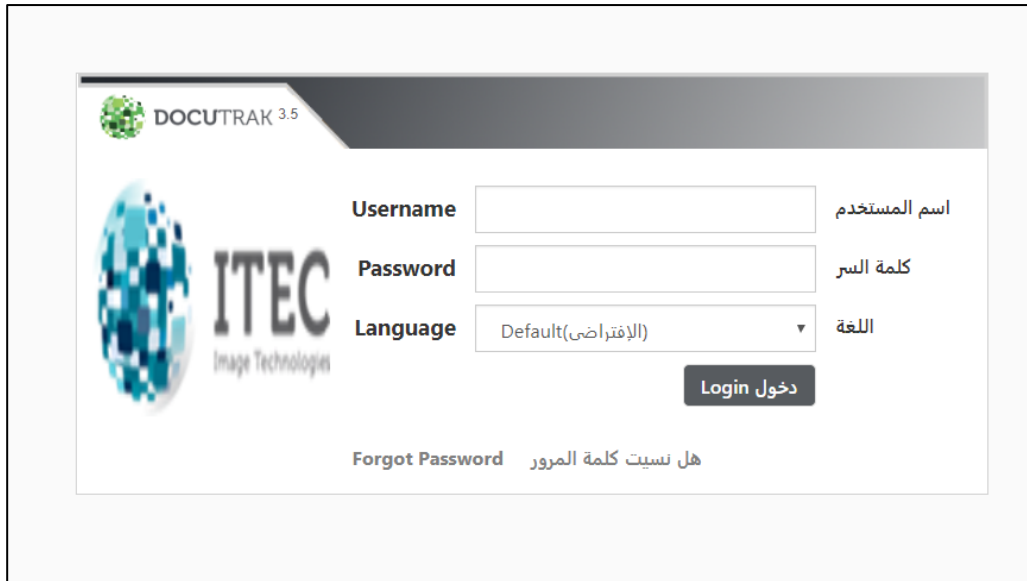 DOCUTRAK 3.5
ITEC
Image Technologies
Username اسم المستخدم
Password كلمة السر
Language Default(الإفتراضى) اللغة
دخول Login
Forgot Password هل نسيت كلمة المرور